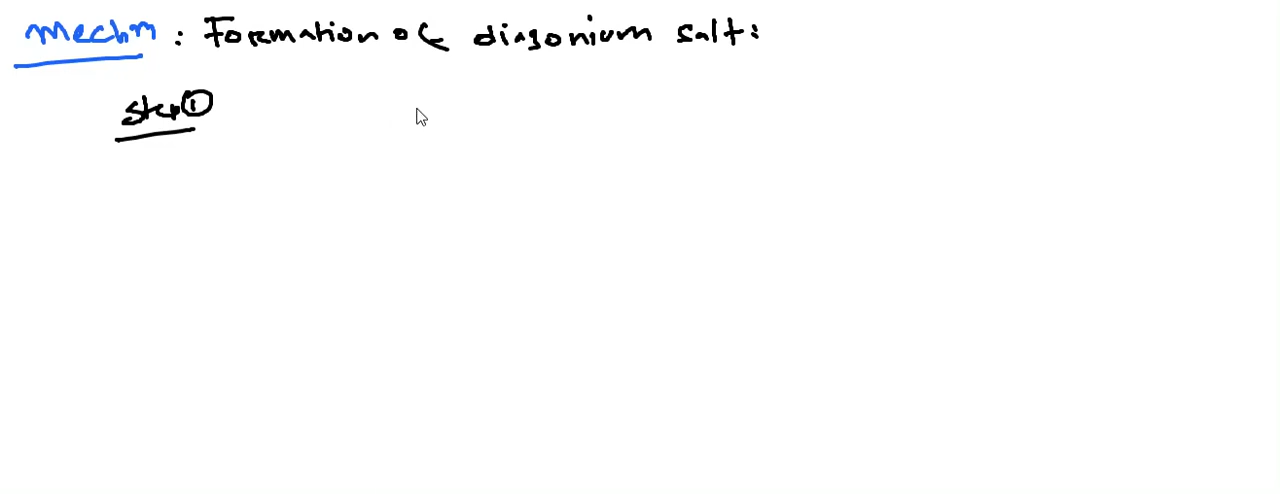 mechm : Formation of diazonium salt:
step ①